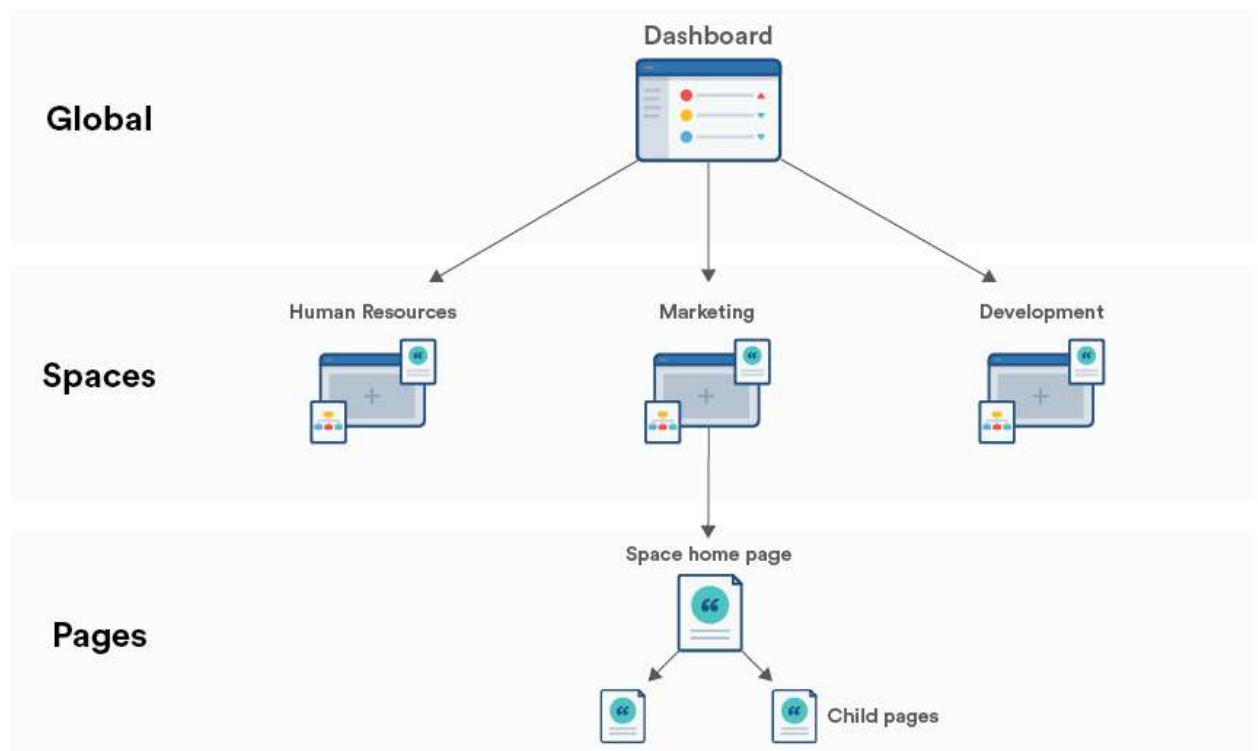 Dashboard
Global
Human Resources
Marketing
Development
Spaces
Space home page
Pages
Child pages